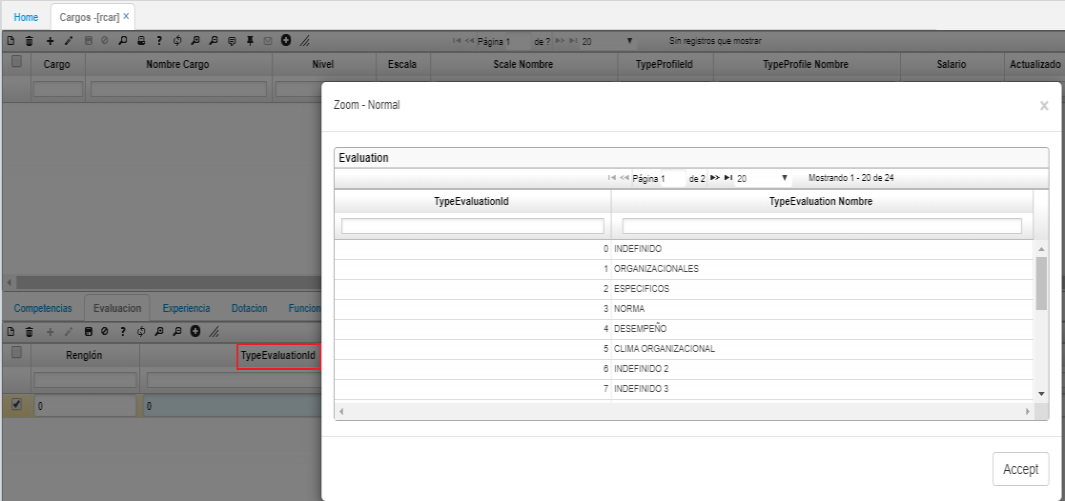 Home Cargos -[rcar] x
Página 1 de ? 20 Sin registros que mostrar
Cargo Nombre Cargo Nivel Escala Scale Nombre TypeProfileId TypeProfile Nombre Salario Actualizado
Zoom - Normal x
Evaluation
Página 1 de 2 20 Mostrando 1 - 20 de 24
TypeEvaluationId TypeEvaluation Nombre
0 INDEFINIDO
1 ORGANIZACIONALES
2 ESPECIFICOS
3 NORMA
4 DESEMPEÑO
5 CLIMA ORGANIZACIONAL
6 INDEFINIDO 2
7 INDEFINIDO 3
Accept
Competencias Evaluacion Experiencia Dotacion Funcion
Renglón TypeEvaluationId
0 0